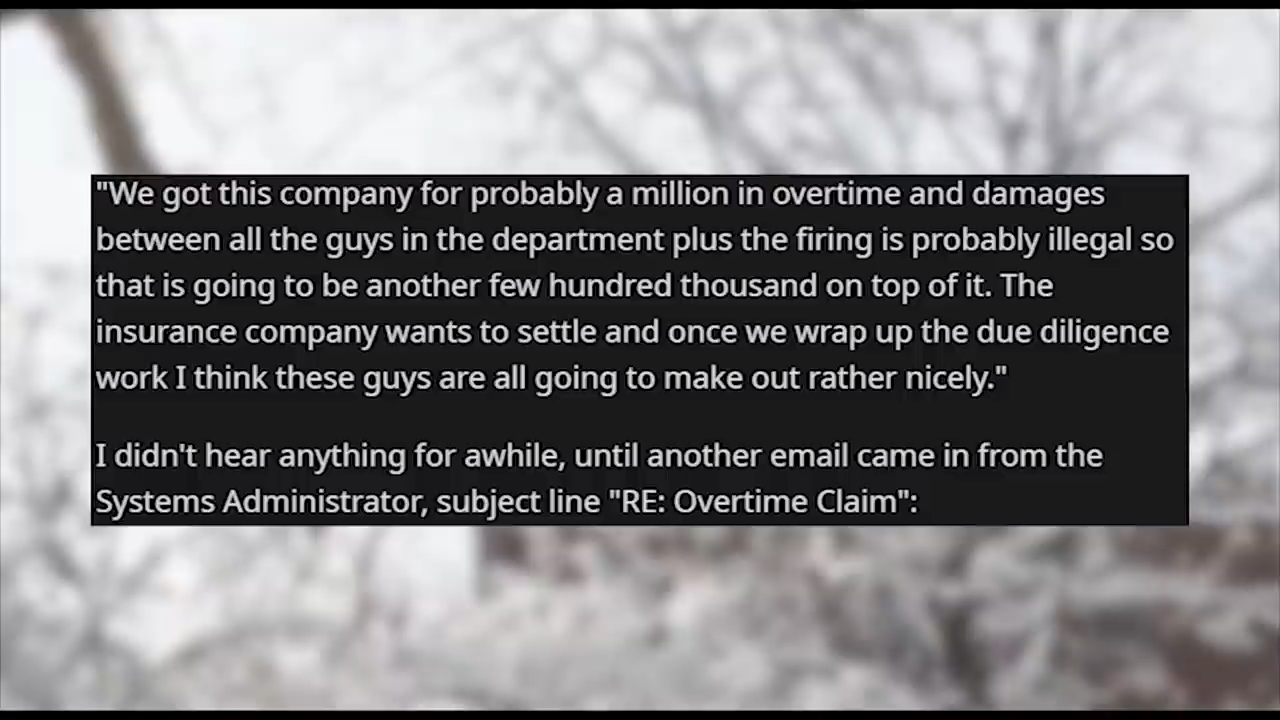 "We got this company for probably a million in overtime and damages
between all the guys in the department plus the firing is probably illegal so
that is going to be another few hundred thousand on top of it. The
insurance company wants to settle and once we wrap up the due diligence
work I think these guys are all going to make out rather nicely."
I didn't hear anything for awhile, until another email came in from the
Systems Administrator, subject line "RE: Overtime Claim":